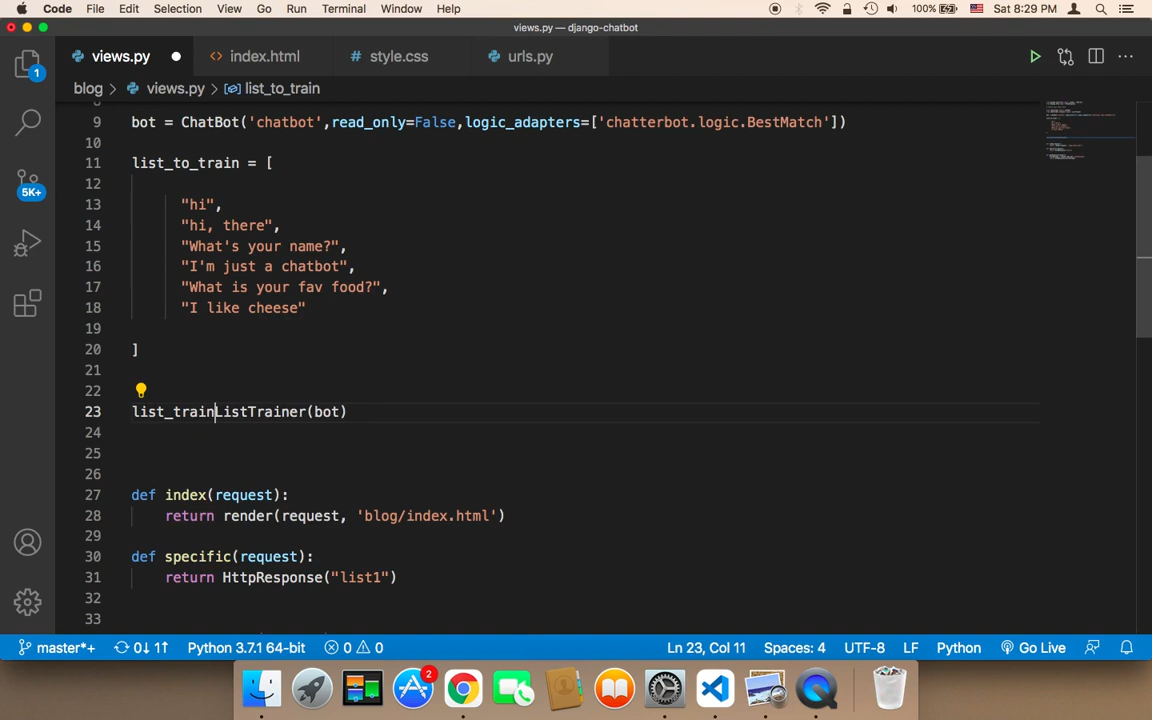 Code File Edit Selection View Go Run Terminal Window Help 100% Sat 8:29 PM
views.py — django-chatbot
views.py index.html style.css urls.py
1
blog > views.py > list_to_train
9 bot = ChatBot('chatbot',read_only=False,logic_adapters=['chatterbot.logic.BestMatch'])
10
11 list_to_train = [
12
5K+
13 "hi",
14 "hi, there",
15 "What's your name?",
16 "I'm just a chatbot",
17 "What is your fav food?",
18 "I like cheese"
19
20 ]
21
22
23 list_trainListTrainer(bot)
24
25
26
27 def index(request):
28 return render(request, 'blog/index.html')
29
30 def specific(request):
31 return HttpResponse("list1")
32
33
master*+ 0↓ 1↑ Python 3.7.1 64-bit 0 0 Ln 23, Col 11 Spaces: 4 UTF-8 LF Python Go Live
2